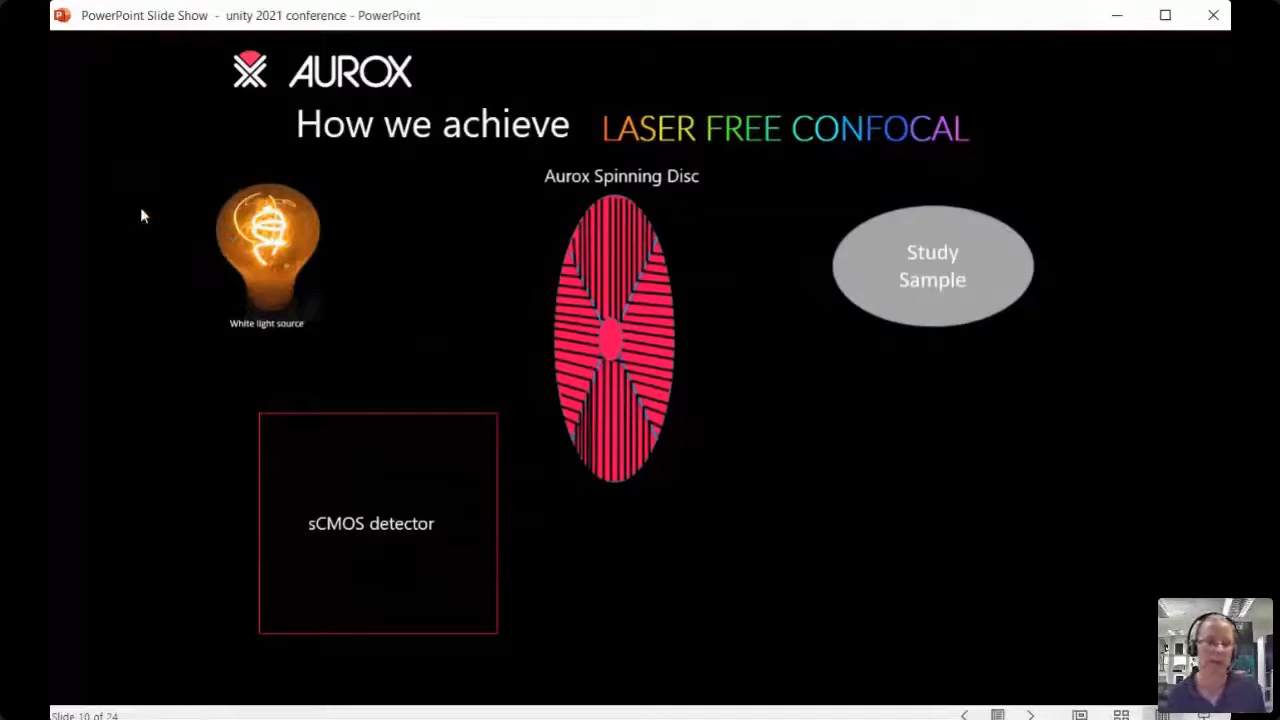 PowerPoint Slide Show - unity 2021 conference - PowerPoint
AUROX
How we achieve LASER FREE CONFOCAL
Aurox Spinning Disc
Study
Sample
White light source
sCMOS detector
Slide 10 of 24